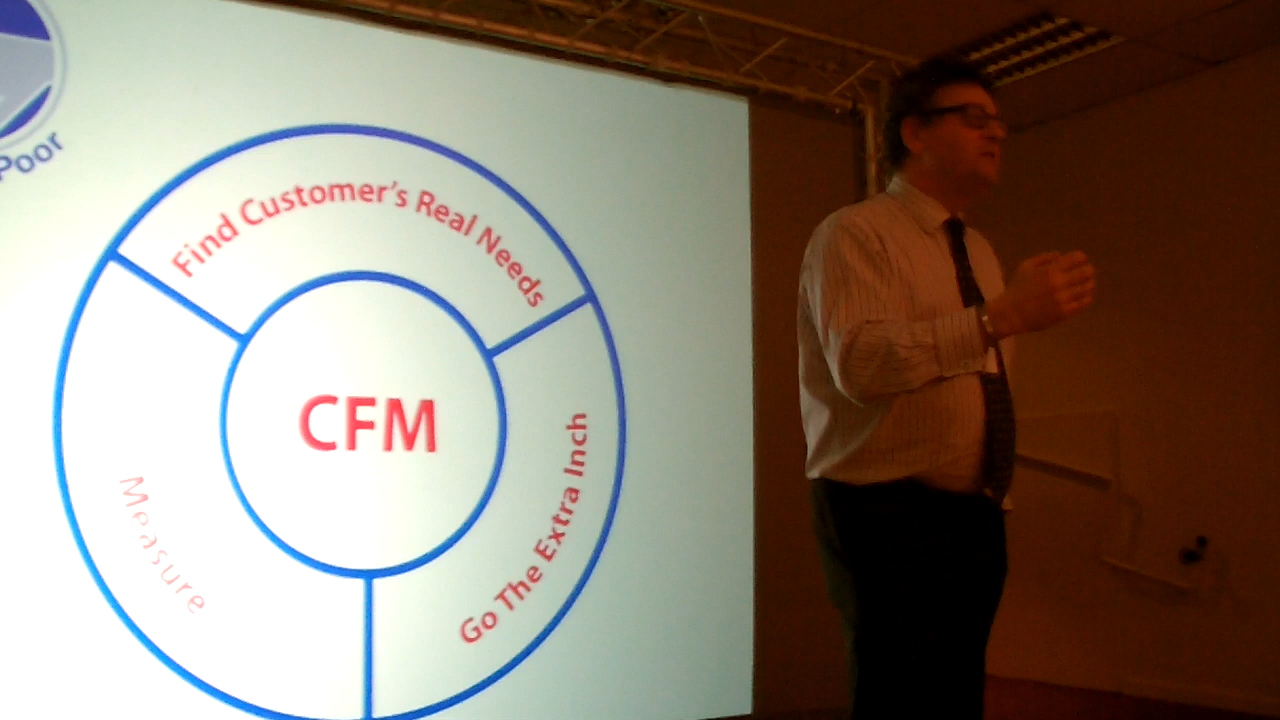 Poor
Find Customer's Real Needs
CFM
Go The Extra Inch
Measure